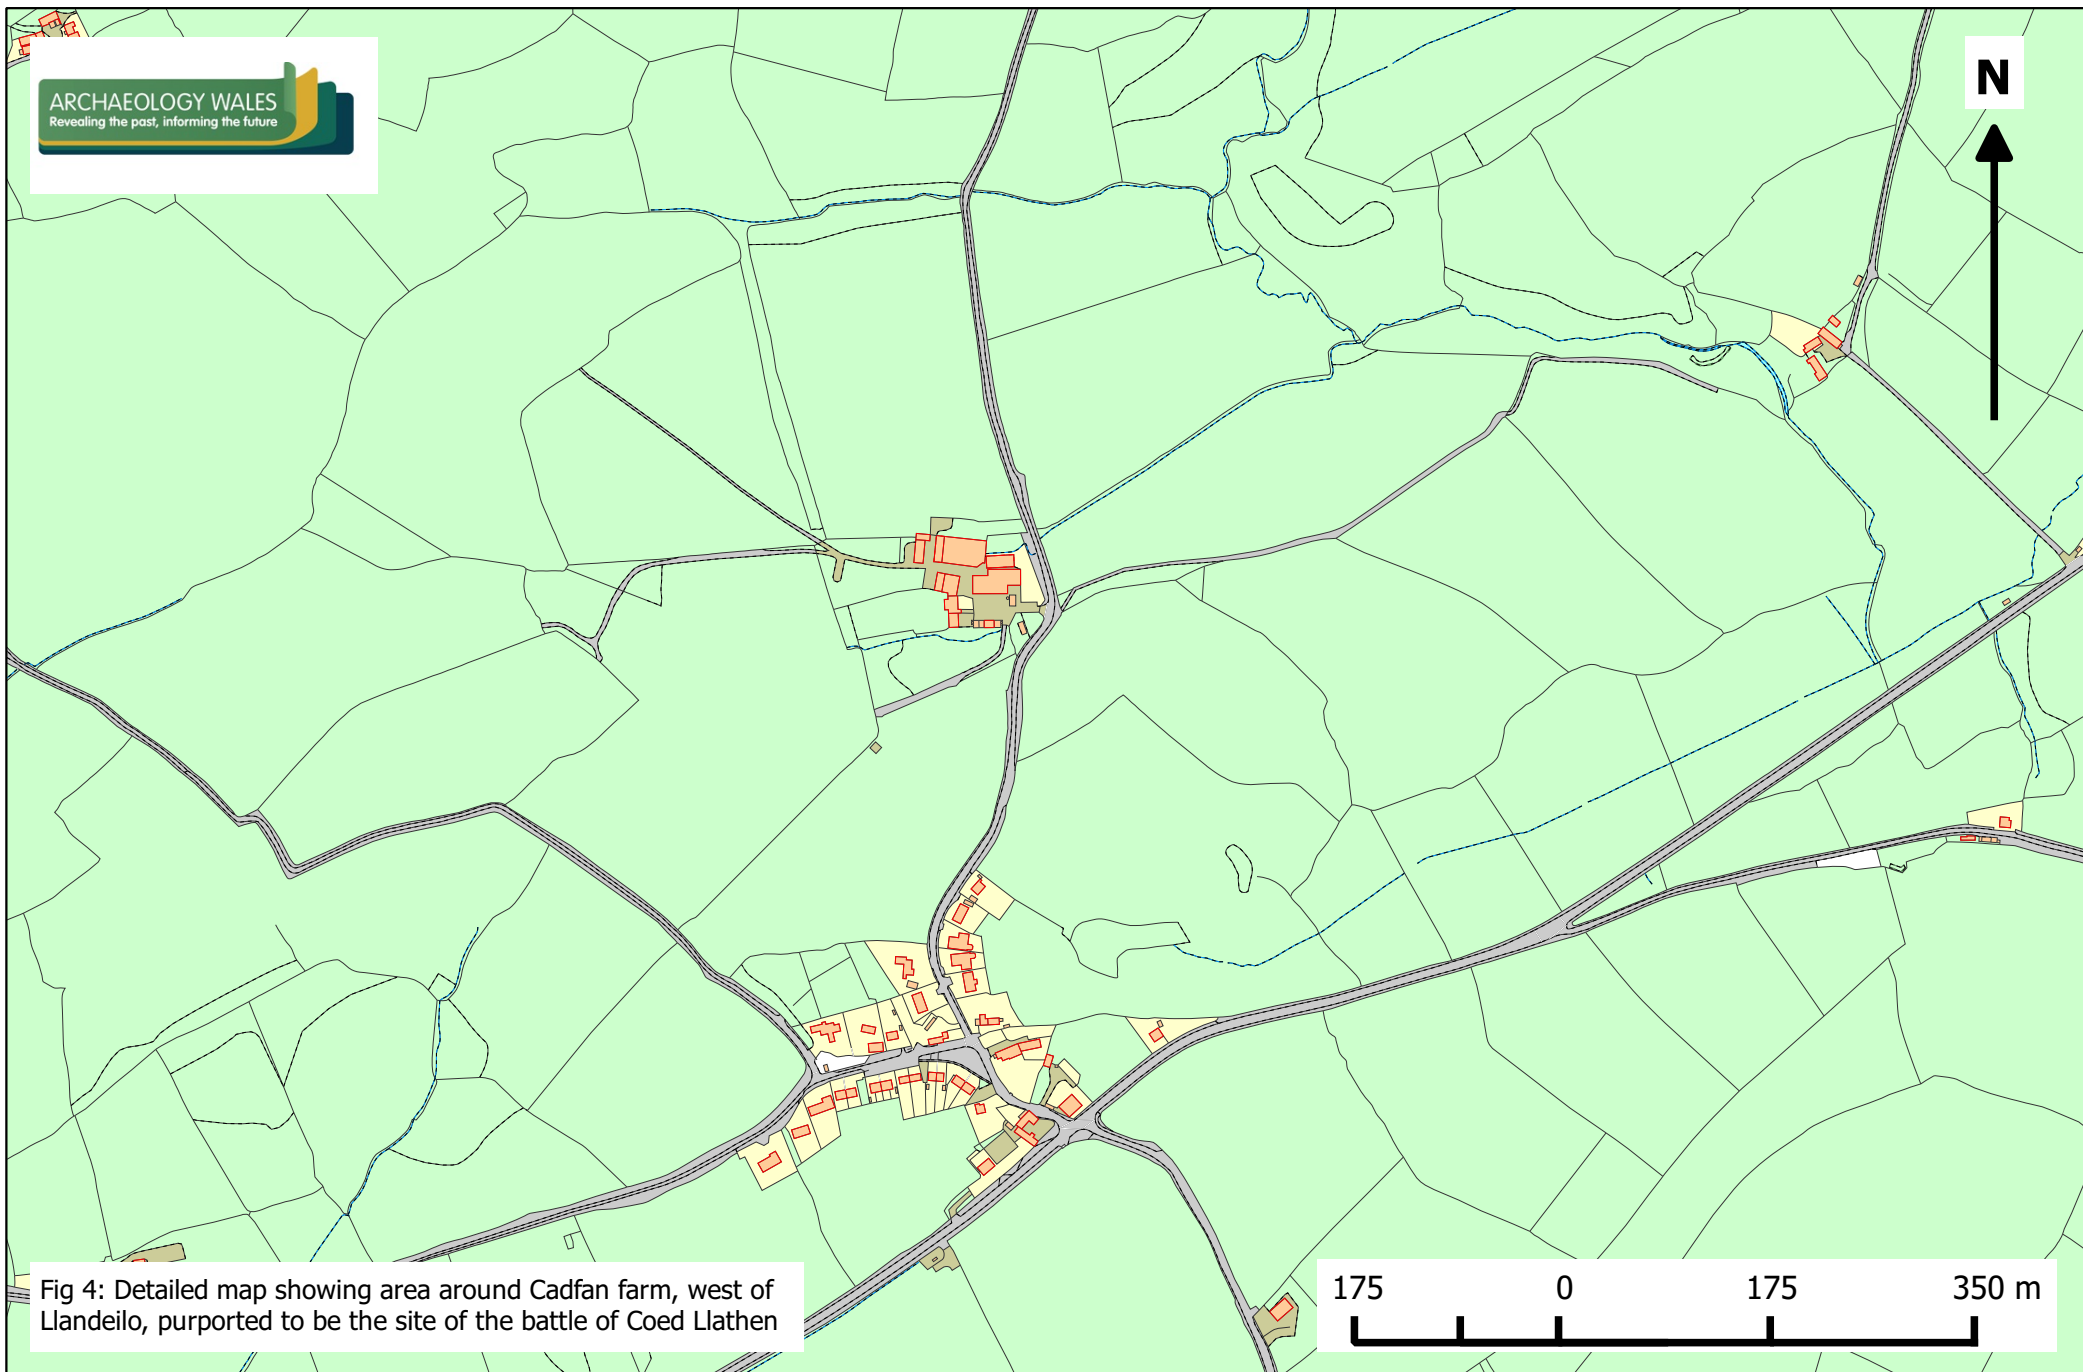 ARCHAEOLOGY WALES
Revealing the past, informing the future
N
Fig 4: Detailed map showing area around Cadfan farm, west of
Llandeilo, purported to be the site of the battle of Coed Llathen
175 0 175 350 m